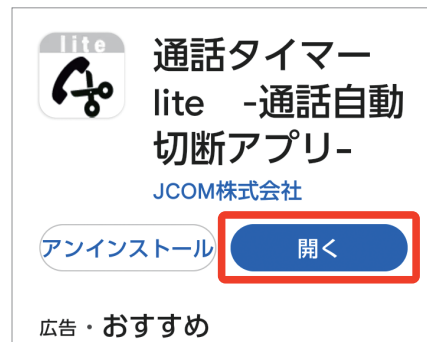 lite
通話タイマー
lite　-通話自動
切断アプリ-
JCOM株式会社
アンインストール
開く
広告・おすすめ